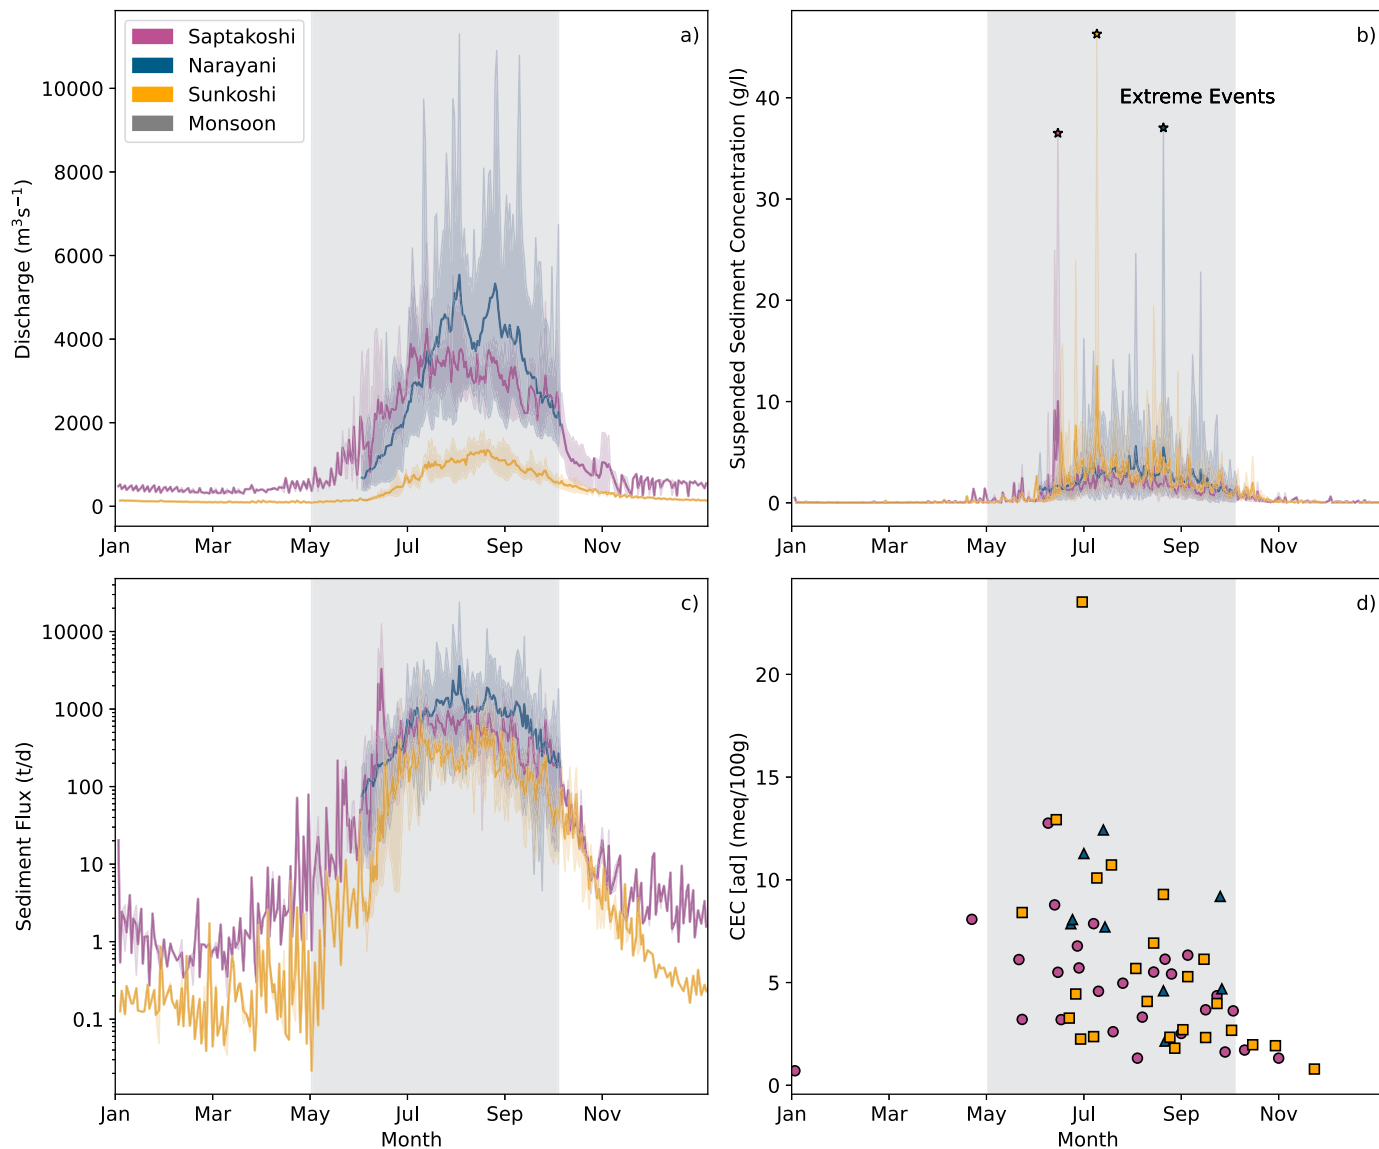 a)
Saptakoshi
Narayani
Sunkoshi
Monsoon
Discharge (m³s⁻¹)
10000
8000
6000
4000
2000
0
Jan Mar May Jul Sep Nov
b)
Extreme Events
Suspended Sediment Concentration (g/l)
40
30
20
10
0
Jan Mar May Jul Sep Nov
c)
Sediment Flux (t/d)
10000
1000
100
10
1
0.1
Jan Mar May Jul Sep Nov
Month
d)
CEC [ad] (meq/100g)
20
15
10
5
0
Jan Mar May Jul Sep Nov
Month